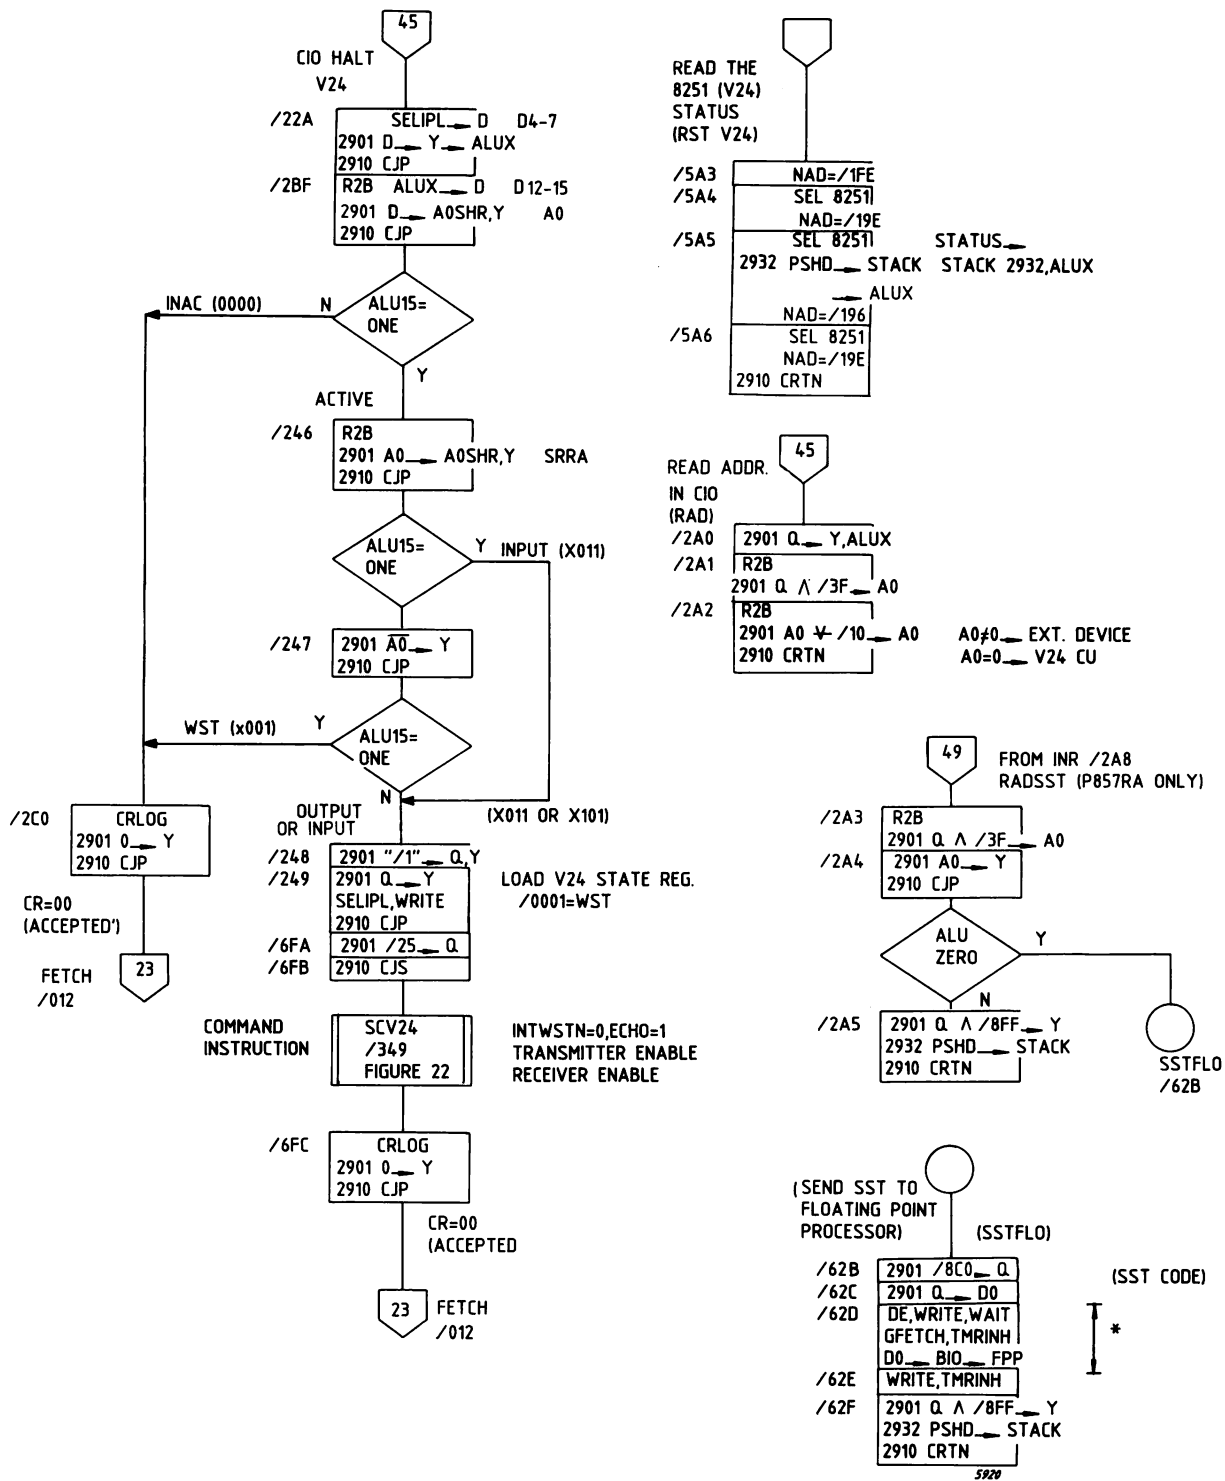 45
CIO HALT
V24
/22A
SELIPL → D D4-7
2901 D → Y → ALUX
2910 CJP
/2BF
R2B ALUX → D D12-15
2901 D → A0SHR,Y A0
2910 CJP
INAC (0000)
N
ALU15=
ONE
Y
ACTIVE
/246
R2B
2901 A0 → A0SHR,Y SRRA
2910 CJP
ALU15=
ONE
Y INPUT (X011)
/247
2901 A̅0̅ → Y
2910 CJP
WST (x001)
Y
ALU15=
ONE
N
(X011 OR X101)
/2C0
CRLOG
2901 0 → Y
2910 CJP
CR=00
(ACCEPTED')
FETCH
/012
23
OUTPUT
OR INPUT
/248
2901 "/1" → Q,Y
/249
2901 Q → Y
SELIPL,WRITE
2910 CJP
LOAD V24 STATE REG.
/0001=WST
/6FA
2901 /25 → Q
/6FB
2910 CJS
COMMAND
INSTRUCTION
SCV24
/349
FIGURE 22
INTWSTN=0,ECHO=1
TRANSMITTER ENABLE
RECEIVER ENABLE
/6FC
CRLOG
2901 0 → Y
2910 CJP
CR=00
(ACCEPTED
23
FETCH
/012
READ THE
8251 (V24)
STATUS
(RST V24)
/5A3
NAD=/1FE
/5A4
SEL 8251
NAD=/19E
/5A5
SEL 8251 STATUS →
2932 PSHD → STACK STACK 2932,ALUX
→ ALUX
NAD=/196
/5A6
SEL 8251
NAD=/19E
2910 CRTN
45
READ ADDR.
IN CIO
(RAD)
/2A0
2901 Q → Y,ALUX
/2A1
R2B
2901 Q ∧ /3F → A0
/2A2
R2B
2901 A0 ⊻ /10 → A0 A0≠0 → EXT. DEVICE
2910 CRTN A0=0 → V24 CU
49
FROM INR /2A8
RADSST (P857RA ONLY)
/2A3
R2B
2901 Q ∧ /3F → A0
/2A4
2901 A0 → Y
2910 CJP
ALU
ZERO
Y
N
/2A5
2901 Q ∧ /8FF → Y
2932 PSHD → STACK
2910 CRTN
SSTFLO
/62B
(SEND SST TO
FLOATING POINT
PROCESSOR) (SSTFLO)
/62B
2901 /8C0 → Q
(SST CODE)
/62C
2901 Q → D0
/62D
DE,WRITE,WAIT
GFETCH,TMRINH
D0 → BIO → FPP
*
/62E
WRITE,TMRINH
/62F
2901 Q ∧ /8FF → Y
2932 PSHD → STACK
2910 CRTN
5920